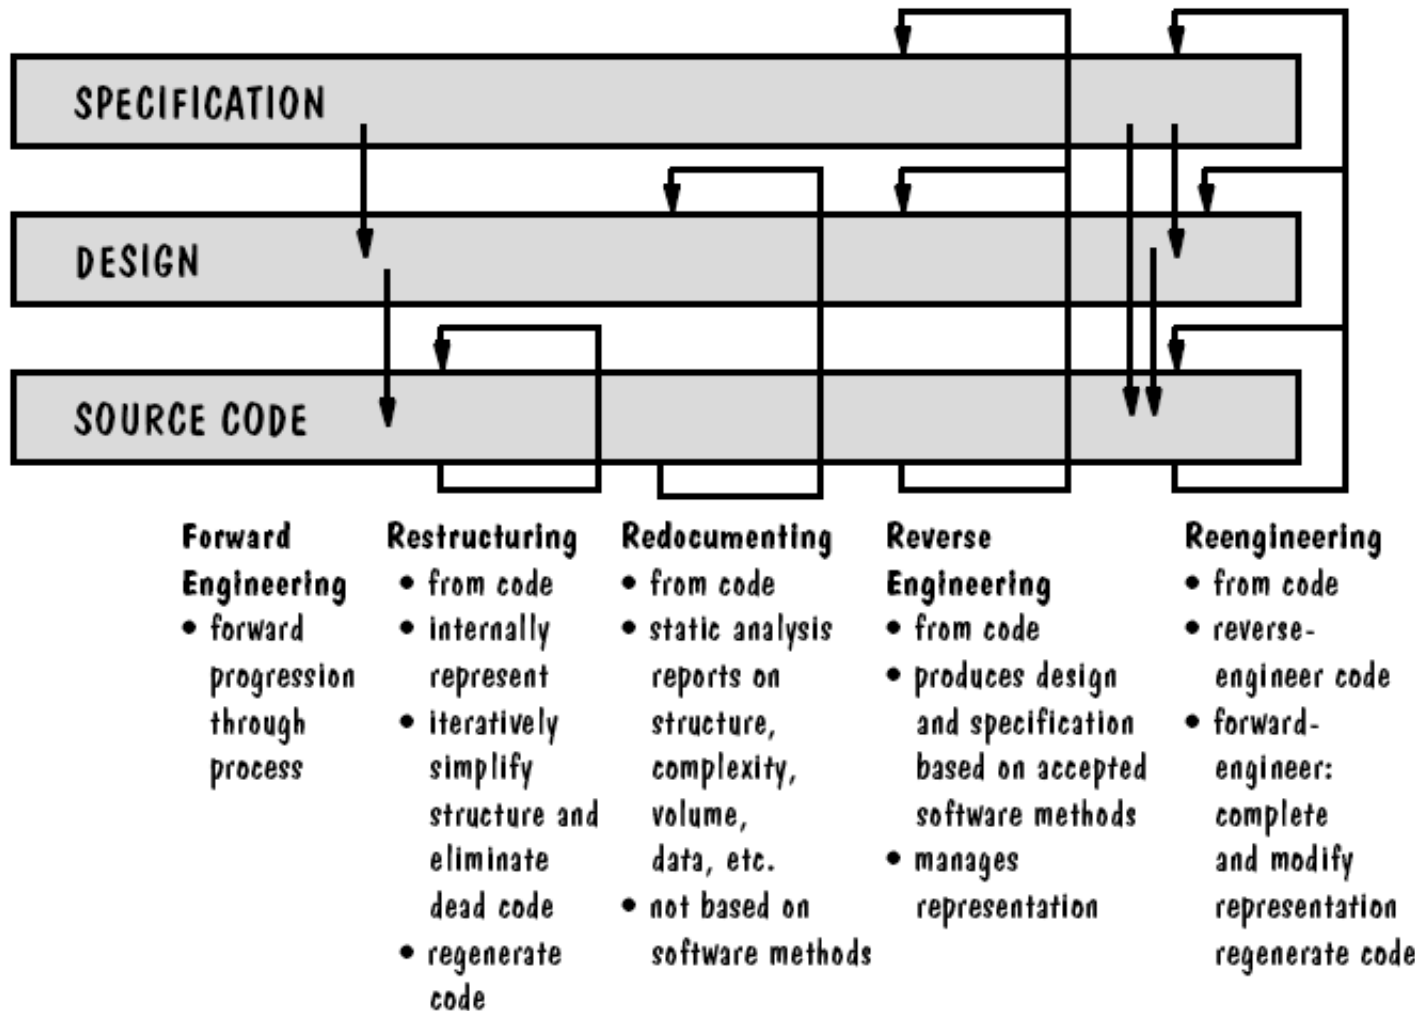 SPECIFICATION
DESIGN
SOURCE CODE
Forward
Engineering
• forward
progression
through
process
Restructuring
• from code
• internally
represent
• iteratively
simplify
structure and
eliminate
dead code
• regenerate
code
Redocumenting
• from code
• static analysis
reports on
structure,
complexity,
volume,
data, etc.
• not based on
software methods
Reverse
Engineering
• from code
• produces design
and specification
based on accepted
software methods
• manages
representation
Reengineering
• from code
• reverse-
engineer code
• forward-
engineer:
complete
and modify
representation
regenerate code